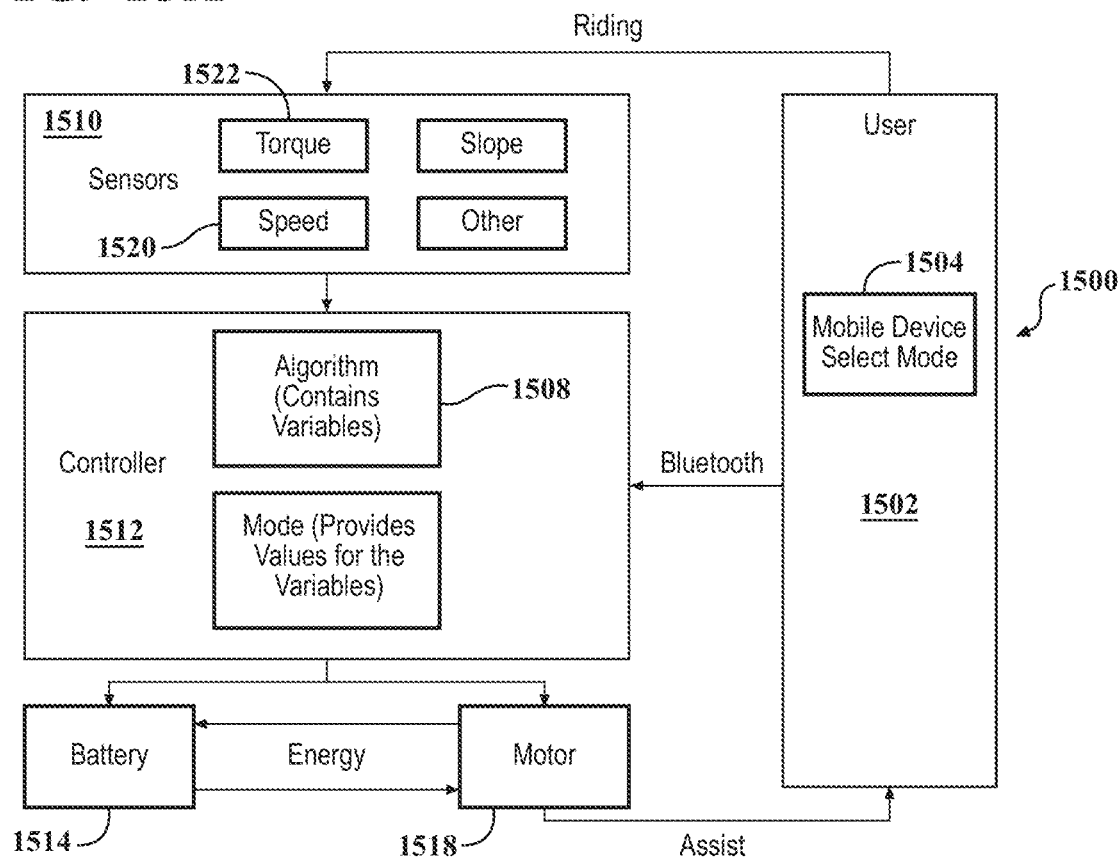 Riding
1522
1510
Torque
Slope
Sensors
Speed
Other
1520
User
1504
1500
Mobile Device
Select Mode
Algorithm
(Contains
Variables)
1508
Controller
1512
Mode (Provides
Values for the
Variables)
Bluetooth
1502
Battery
Energy
Motor
1514
1518
Assist